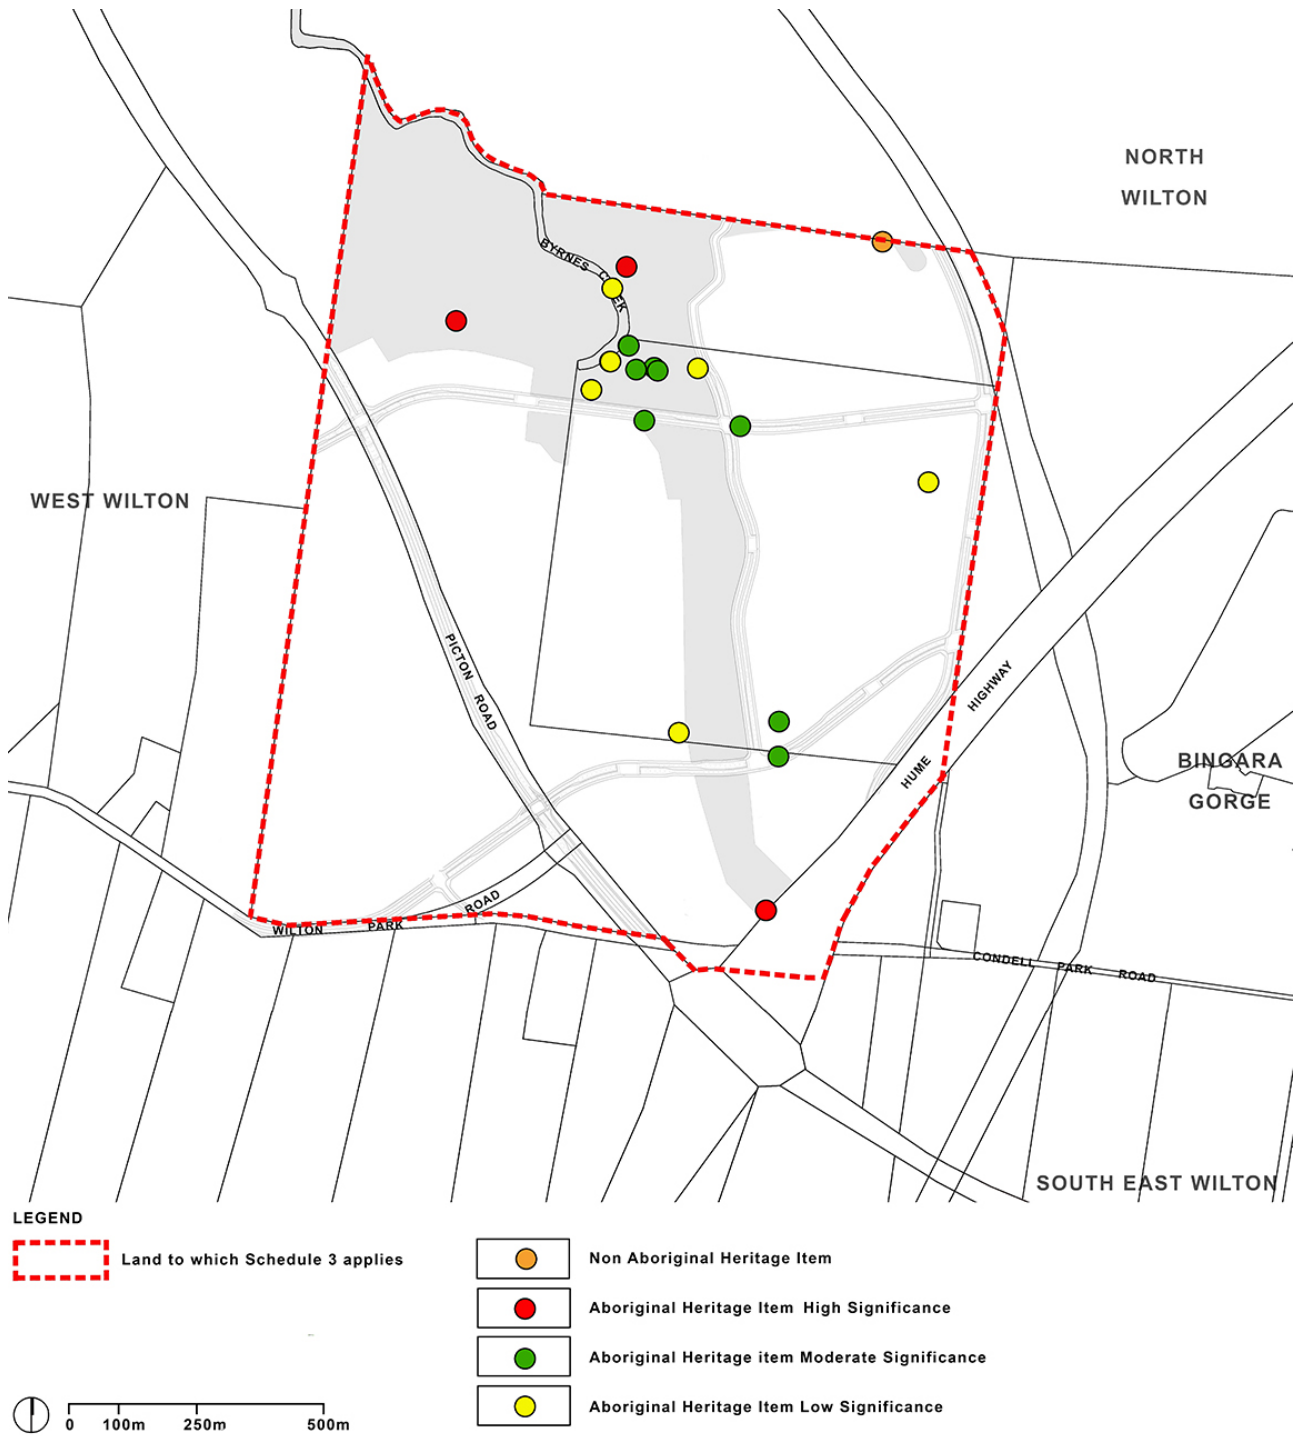 NORTH
WILTON
BYRNES CREEK
WEST WILTON
PICTON ROAD
HUME HIGHWAY
BINGARA
GORGE
WILTON PARK ROAD
CONDELL PARK ROAD
SOUTH EAST WILTON
LEGEND
Land to which Schedule 3 applies
Non Aboriginal Heritage Item
Aboriginal Heritage Item High Significance
Aboriginal Heritage item Moderate Significance
Aboriginal Heritage Item Low Significance
0 100m 250m 500m